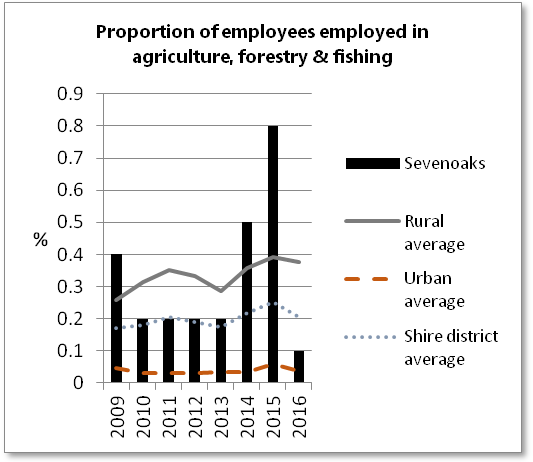 Proportion of employees employed in
agriculture, forestry & fishing
0.9
0.8
0.7
0.6
0.5
0.4
0.3
0.2
0.1
0
%
2009
2010
2011
2012
2013
2014
2015
2016
Sevenoaks
Rural
average
Urban
average
Shire district
average